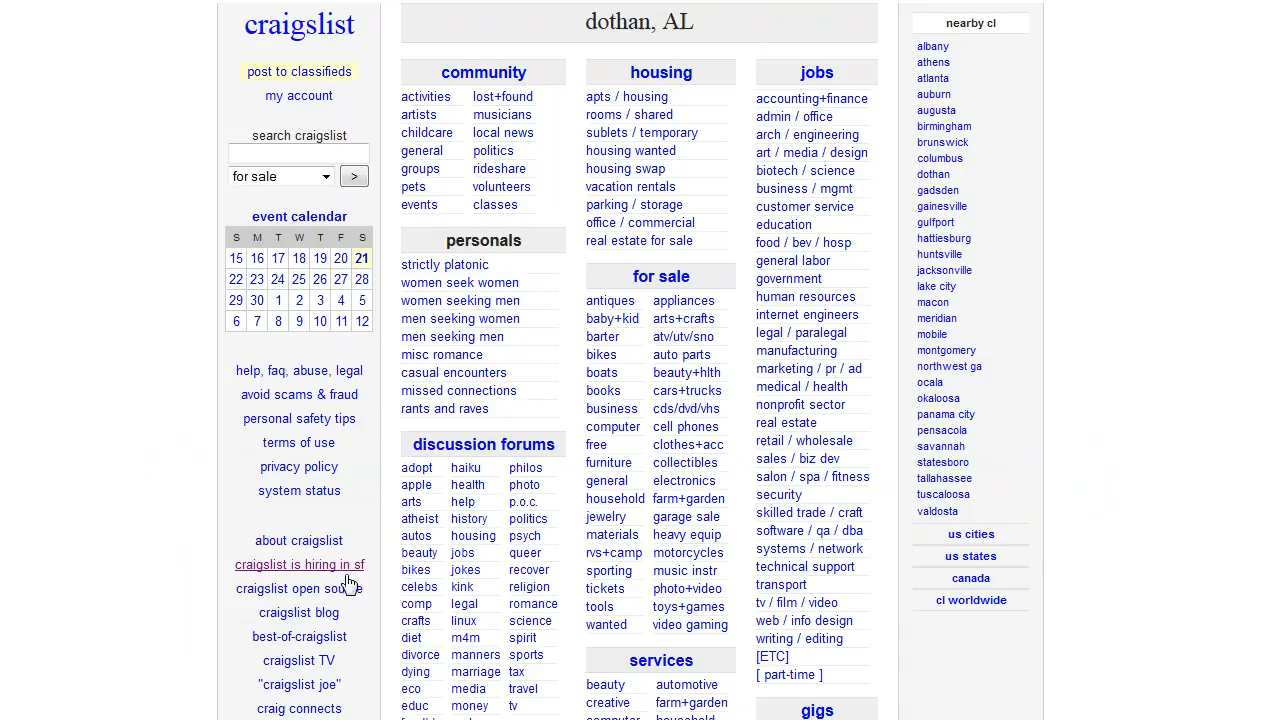 craigslist
post to classifieds
my account
search craigslist
for sale
>
event calendar
S M T W T F S
15 16 17 18 19 20 21
22 23 24 25 26 27 28
29 30 1 2 3 4 5
6 7 8 9 10 11 12
help, faq, abuse, legal
avoid scams & fraud
personal safety tips
terms of use
privacy policy
system status
about craigslist
craigslist is hiring in sf
craigslist open source
craigslist blog
best-of-craigslist
craigslist TV
"craigslist joe"
craig connects
dothan, AL
community
activities lost+found
artists musicians
childcare local news
general politics
groups rideshare
pets volunteers
events classes
personals
strictly platonic
women seek women
women seeking men
men seeking women
men seeking men
misc romance
casual encounters
missed connections
rants and raves
discussion forums
adopt haiku philos
apple health photo
arts help p.o.c.
atheist history politics
autos housing psych
beauty jobs queer
bikes jokes recover
celebs kink religion
comp legal romance
crafts linux science
diet m4m spirit
divorce manners sports
dying marriage tax
eco media travel
educ money tv
housing
apts / housing
rooms / shared
sublets / temporary
housing wanted
housing swap
vacation rentals
parking / storage
office / commercial
real estate for sale
for sale
antiques appliances
baby+kid arts+crafts
barter atv/utv/sno
bikes auto parts
boats beauty+hlth
books cars+trucks
business cds/dvd/vhs
computer cell phones
free clothes+acc
furniture collectibles
general electronics
household farm+garden
jewelry garage sale
materials heavy equip
rvs+camp motorcycles
sporting music instr
tickets photo+video
tools toys+games
wanted video gaming
services
beauty automotive
creative farm+garden
computer household
jobs
accounting+finance
admin / office
arch / engineering
art / media / design
biotech / science
business / mgmt
customer service
education
food / bev / hosp
general labor
government
human resources
internet engineers
legal / paralegal
manufacturing
marketing / pr / ad
medical / health
nonprofit sector
real estate
retail / wholesale
sales / biz dev
salon / spa / fitness
security
skilled trade / craft
software / qa / dba
systems / network
technical support
transport
tv / film / video
web / info design
writing / editing
[ETC]
[ part-time ]
gigs
nearby cl
albany
athens
atlanta
auburn
augusta
birmingham
brunswick
columbus
dothan
gadsden
gainesville
gulfport
hattiesburg
huntsville
jacksonville
lake city
macon
meridian
mobile
montgomery
northwest ga
ocala
okaloosa
panama city
pensacola
savannah
statesboro
tallahassee
tuscaloosa
valdosta
us cities
us states
canada
cl worldwide